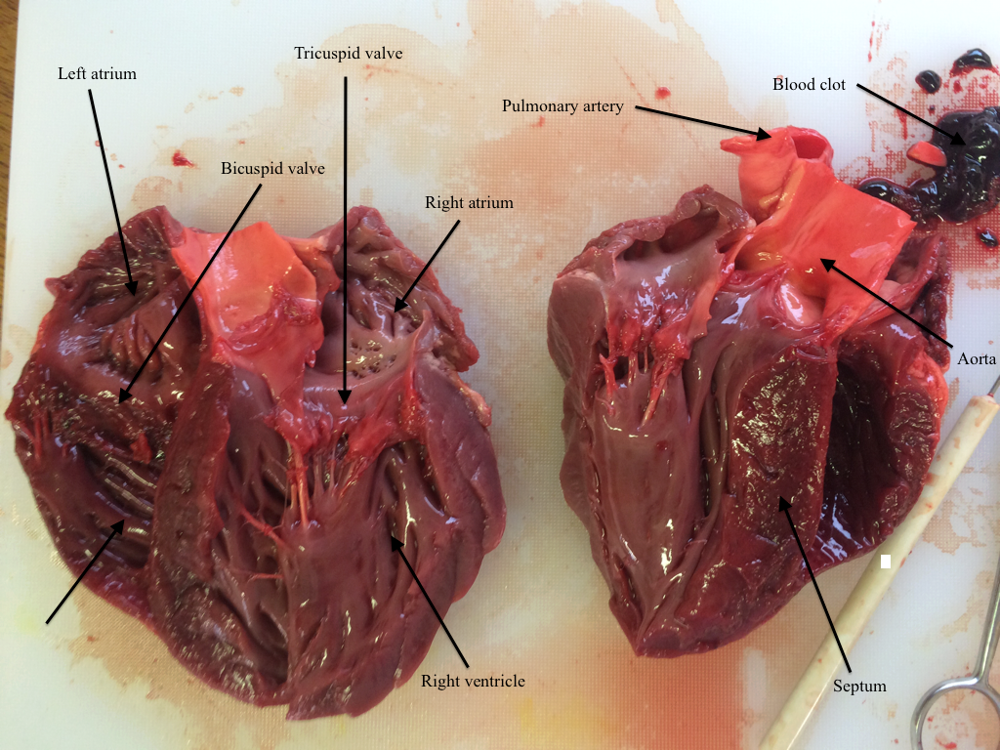 Tricuspid valve
Left atrium
Blood clot
Pulmonary artery
Bicuspid valve
Right atrium
Aorta
Right ventricle
Septum